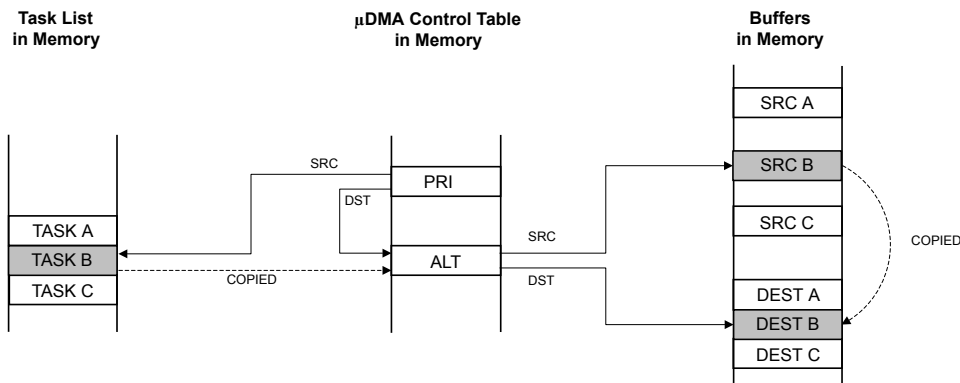 Task List
in Memory
µDMA Control Table
in Memory
Buffers
in Memory
SRC A
SRC
SRC B
PRI
DST
SRC C
TASK A
SRC
COPIED
TASK B
ALT
COPIED
DST
TASK C
DEST A
DEST B
DEST C